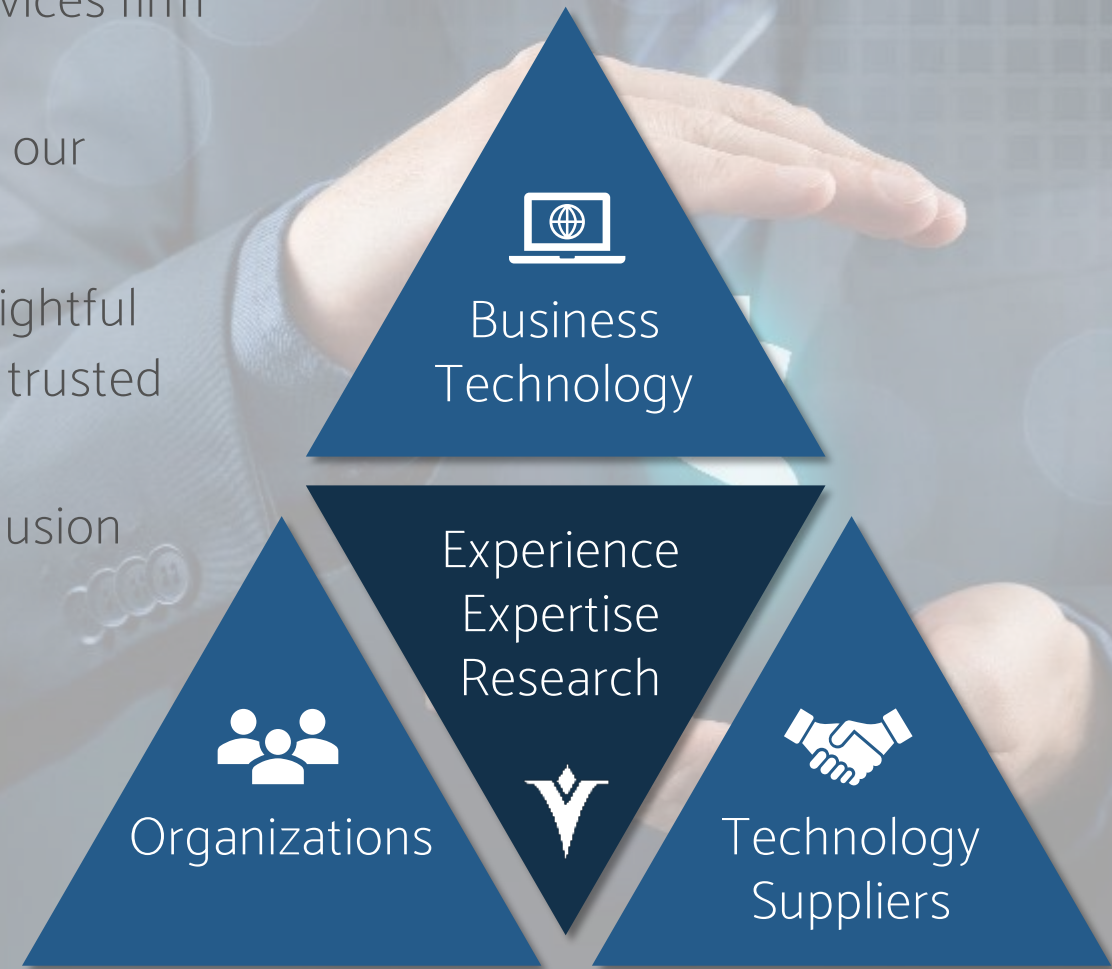 vices firm
our
ightful
trusted
usion
Business
Technology
Experience
Expertise
Research
Organizations
Technology
Suppliers